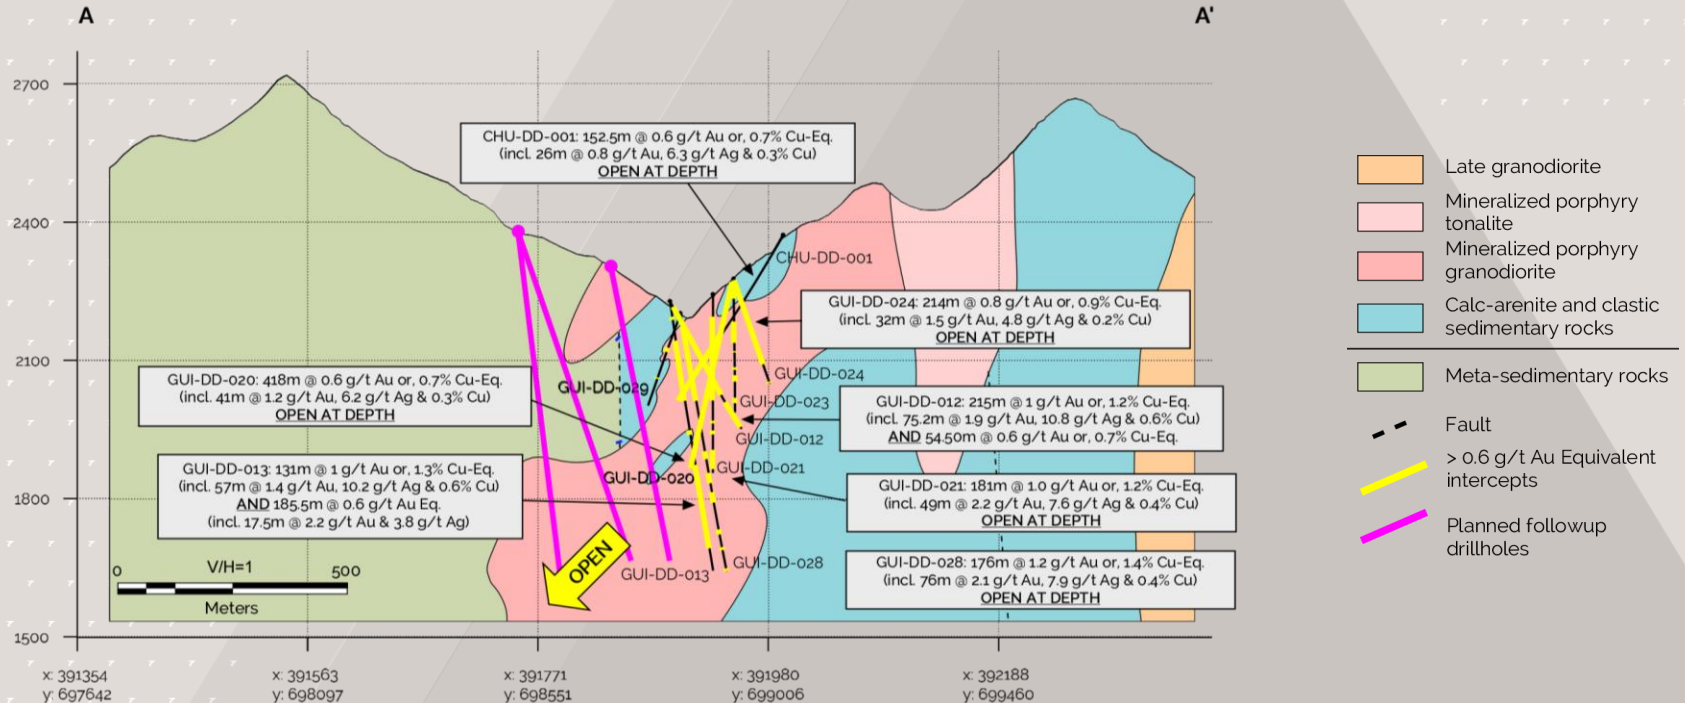 A
A'
2700
2400
2100
1800
1500
CHU-DD-001: 152.5m @ 0.6 g/t Au or, 0.7% Cu-Eq.
(incl. 26m @ 0.8 g/t Au, 6.3 g/t Ag & 0.3% Cu)
OPEN AT DEPTH
CHU-DD-001
GUI-DD-024: 214m @ 0.8 g/t Au or, 0.9% Cu-Eq.
(incl. 32m @ 1.5 g/t Au, 4.8 g/t Ag & 0.2% Cu)
OPEN AT DEPTH
GUI-DD-024
GUI-DD-029
GUI-DD-023
GUI-DD-020: 418m @ 0.6 g/t Au or, 0.7% Cu-Eq.
(incl. 41m @ 1.2 g/t Au, 6.2 g/t Ag & 0.3% Cu)
OPEN AT DEPTH
GUI-DD-012: 215m @ 1 g/t Au or, 1.2% Cu-Eq.
(incl. 75.2m @ 1.9 g/t Au, 10.8 g/t Ag & 0.6% Cu)
AND 54.50m @ 0.6 g/t Au or, 0.7% Cu-Eq.
GUI-DD-012
GUI-DD-021
GUI-DD-020
GUI-DD-013: 131m @ 1 g/t Au or, 1.3% Cu-Eq.
(incl. 57m @ 1.4 g/t Au, 10.2 g/t Ag & 0.6% Cu)
AND 185.5m @ 0.6 g/t Au Eq.
(incl. 17.5m @ 2.2 g/t Au & 3.8 g/t Ag)
GUI-DD-021: 181m @ 1.0 g/t Au or, 1.2% Cu-Eq.
(incl. 49m @ 2.2 g/t Au, 7.6 g/t Ag & 0.4% Cu)
OPEN AT DEPTH
GUI-DD-028: 176m @ 1.2 g/t Au or, 1.4% Cu-Eq.
(incl. 76m @ 2.1 g/t Au, 7.9 g/t Ag & 0.4% Cu)
OPEN AT DEPTH
GUI-DD-028
GUI-DD-013
OPEN
V/H=1
0
500
Meters
x: 391354
y: 697642
x: 391563
y: 698097
x: 391771
y: 698551
x: 391980
y: 699006
x: 392188
y: 699460
Late granodiorite
Mineralized porphyry
tonalite
Mineralized porphyry
granodiorite
Calc-arenite and clastic
sedimentary rocks
Meta-sedimentary rocks
Fault
> 0.6 g/t Au Equivalent
intercepts
Planned followup
drillholes